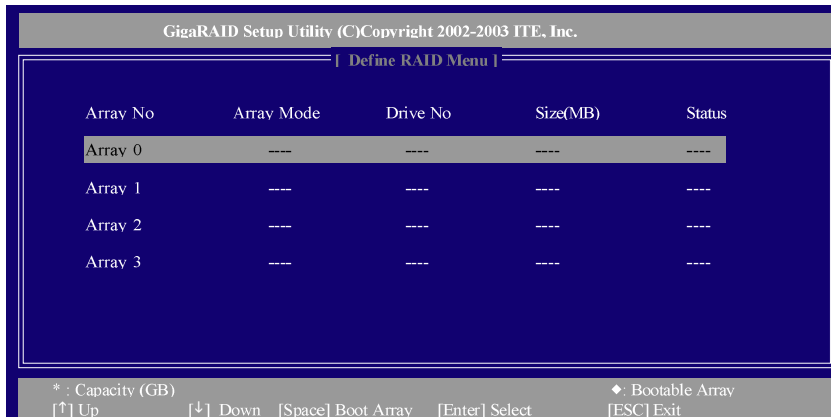 GigaRAID Setup Utility (C)Copyright 2002-2003 ITE, Inc.
[ Define RAID Menu ]
Array No Array Mode Drive No Size(MB) Status
Array 0 ---- ---- ---- ----
Array 1 ---- ---- ---- ----
Array 2 ---- ---- ---- ----
Array 3 ---- ---- ---- ----
* : Capacity (GB) ◆: Bootable Array
[↑] Up [↓] Down [Space] Boot Array [Enter] Select [ESC] Exit